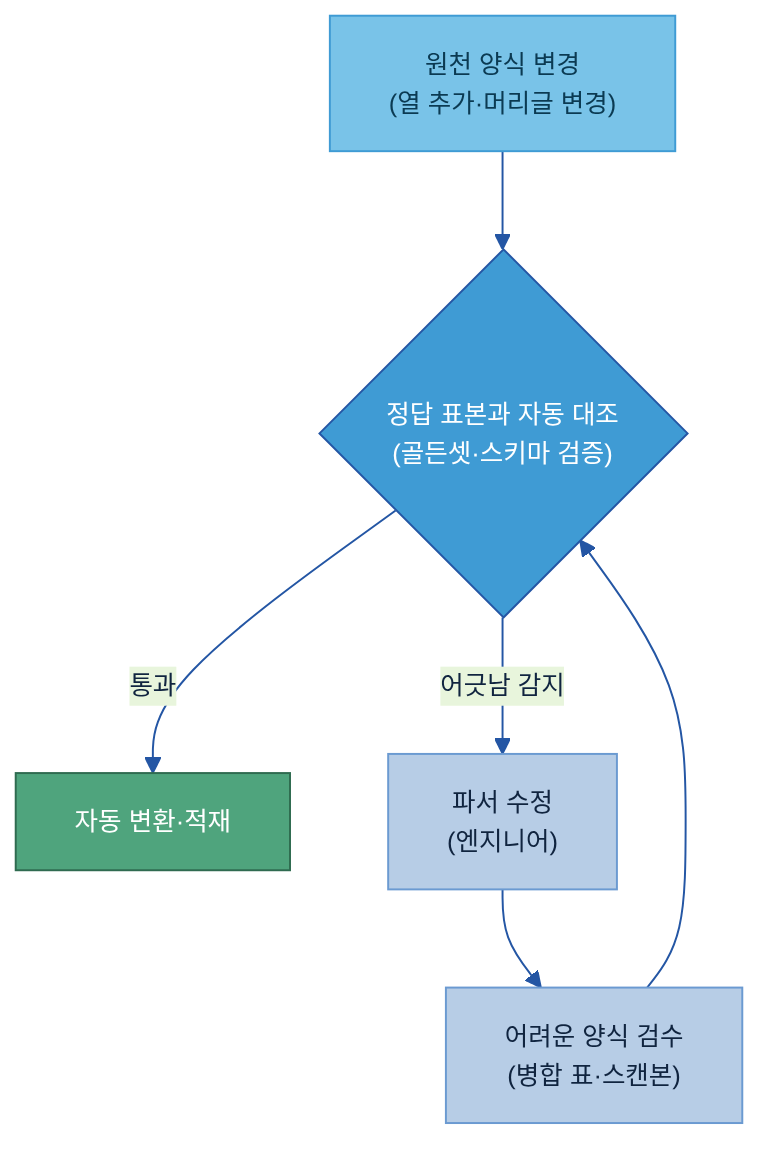 원천 양식 변경
(열 추가·머리글 변경)
정답 표본과 자동 대조
(골든셋·스키마 검증)
통과
어긋남 감지
자동 변환·적재
파서 수정
(엔지니어)
어려운 양식 검수
(병합 표·스캔본)